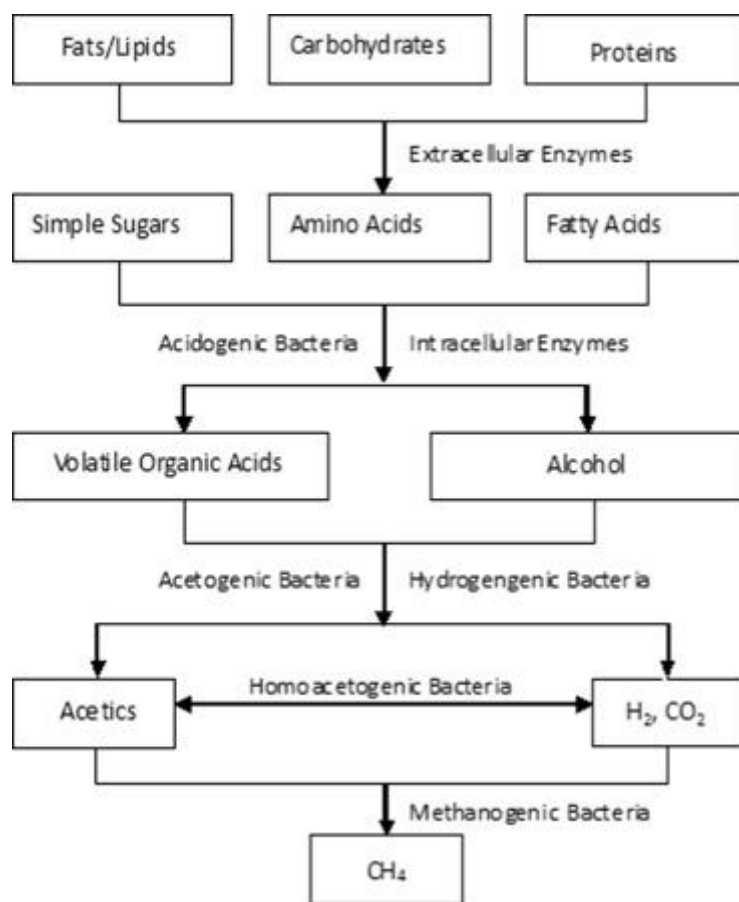 Fats/Lipids
Carbohydrates
Proteins
Extracellular Enzymes
Simple Sugars
Amino Acids
Fatty Acids
Acidogenic Bacteria
Intracellular Enzymes
Volatile Organic Acids
Alcohol
Acetogenic Bacteria
Hydrogengenic Bacteria
Homoacetogenic Bacteria
Acetics
H₂, CO₂
Methanogenic Bacteria
CH₄